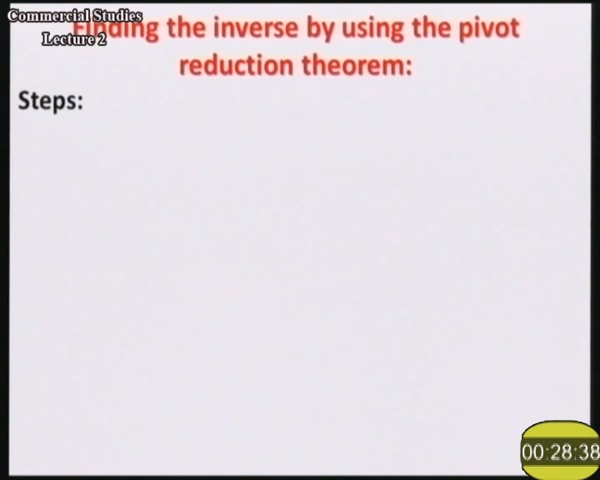 Commercial Studies
Lecture 2
Finding the inverse by using the pivot
reduction theorem:
Steps:
00:28:38